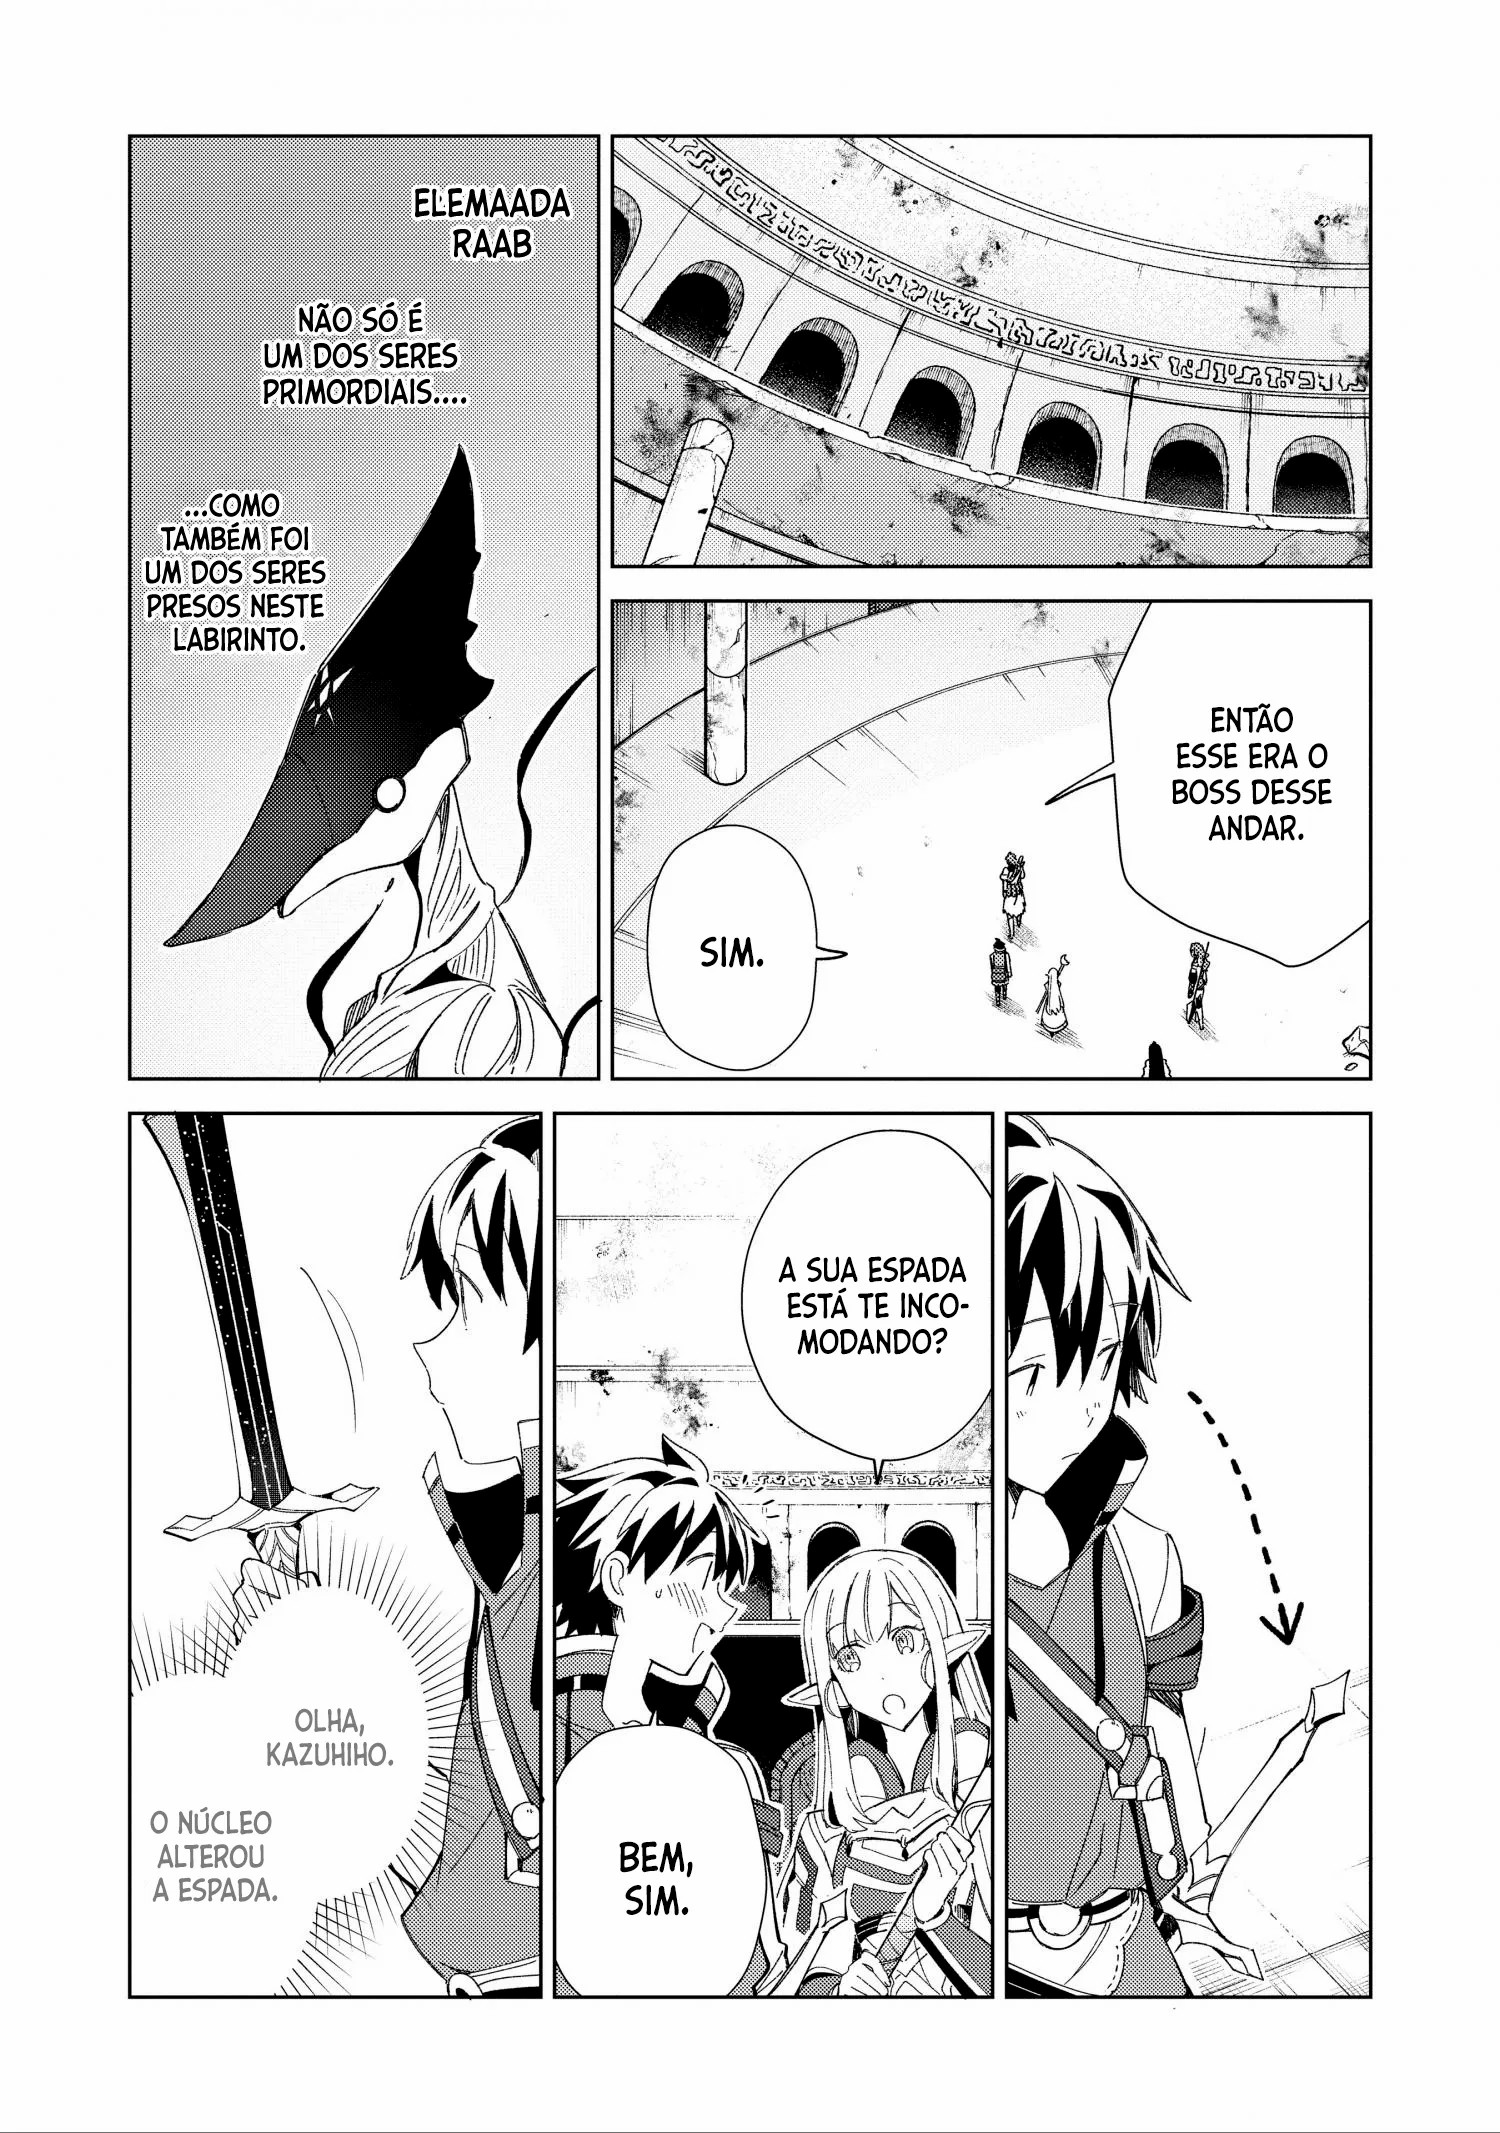 ENTÃO
ESSE ERA O
BOSS DESSE
ANDAR.
SIM.
ELEMAADA
RAAB
NÃO SÓ É
UM DOS SERES
PRIMORDIAIS....
...COMO
TAMBÉM FOI
UM DOS SERES
PRESOS NESTE
LABIRINTO.
A SUA ESPADA
ESTÁ TE INCO-
MODANDO?
BEM,
SIM.
OLHA,
KAZUHIHO.
O NÚCLEO
ALTEROU
A ESPADA.